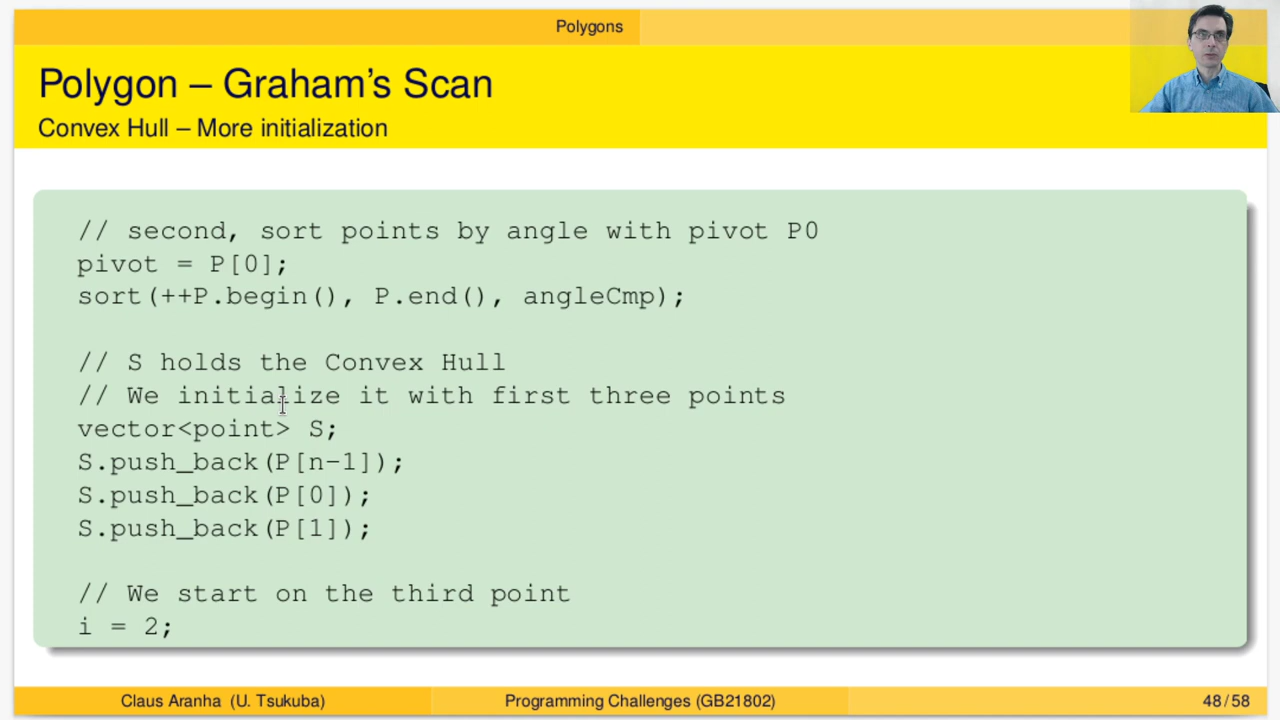 Polygons
Polygon – Graham's Scan
Convex Hull – More initialization
// second, sort points by angle with pivot P0
pivot = P[0];
sort(++P.begin(), P.end(), angleCmp);
// S holds the Convex Hull
// We initialize it with first three points
vector<point> S;
S.push_back(P[n-1]);
S.push_back(P[0]);
S.push_back(P[1]);
// We start on the third point
i = 2;
Claus Aranha (U. Tsukuba)
Programming Challenges (GB21802)
48/58